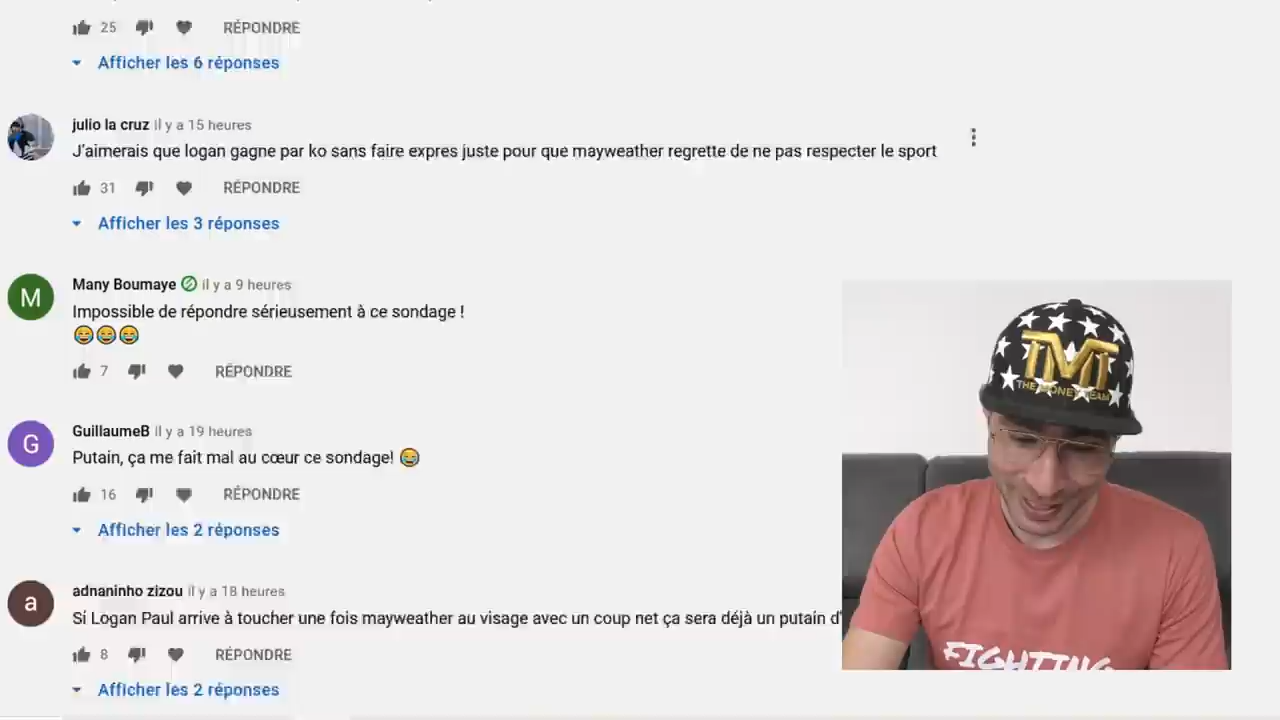 25 RÉPONDRE
Afficher les 6 réponses
julio la cruz il y a 15 heures
J'aimerais que logan gagne par ko sans faire expres juste pour que mayweather regrette de ne pas respecter le sport
31 RÉPONDRE
Afficher les 3 réponses
M
Many Boumaye il y a 9 heures
Impossible de répondre sérieusement à ce sondage !
😂😂😂
7 RÉPONDRE
G
GuillaumeB il y a 19 heures
Putain, ça me fait mal au cœur ce sondage! 😂
16 RÉPONDRE
Afficher les 2 réponses
a
adnaninho zizou il y a 18 heures
Si Logan Paul arrive à toucher une fois mayweather au visage avec un coup net ça sera déjà un putain d'
8 RÉPONDRE
Afficher les 2 réponses
TMT
THE MONEY TEAM
FIGHTING